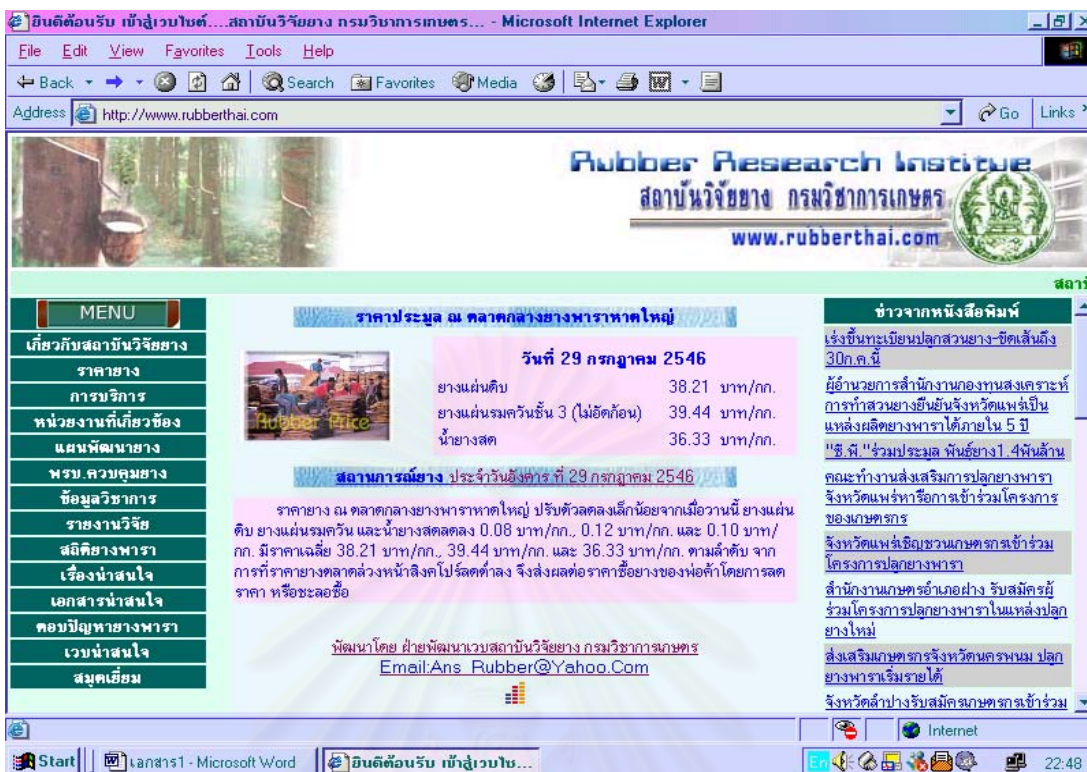 ยินดีต้อนรับ เข้าสู่เวบไซต์....สถาบันวิจัยยาง กรมวิชาการเกษตร... - Microsoft Internet Explorer
File Edit View Favorites Tools Help
Back Search Favorites Media
Address http://www.rubberthai.com Go Links
Rubber Research Institue
สถาบันวิจัยยาง กรมวิชาการเกษตร
www.rubberthai.com
MENU
เกี่ยวกับสถาบันวิจัยยาง
ราคายาง
การบริการ
หน่วยงานที่เกี่ยวข้อง
แผนพัฒนายาง
พรบ.ควบคุมยาง
ข้อมูลวิชาการ
รายงานวิจัย
สถิติยางพารา
เรื่องน่าสนใจ
เอกสารน่าสนใจ
ตอบปัญหายางพารา
เวบน่าสนใจ
สมุดเยี่ยม
ราคาประมูล ณ ตลาดกลางยางพาราหาดใหญ่
Rubber Price
วันที่ 29 กรกฎาคม 2546
ยางแผ่นดิบ 38.21 บาท/กก.
ยางแผ่นรมควันชั้น 3 (ไม่อัดก้อน) 39.44 บาท/กก.
น้ำยางสด 36.33 บาท/กก.
สถานการณ์ยาง ประจำวันอังคาร ที่ 29 กรกฎาคม 2546
ราคายาง ณ ตลาดกลางยางพาราหาดใหญ่ ปรับตัวลดลงเล็กน้อยจากเมื่อวานนี้ ยางแผ่น
ดิบ ยางแผ่นรมควัน และน้ำยางสดลดลง 0.08 บาท/กก., 0.12 บาท/กก. และ 0.10 บาท/
กก. มีราคาเฉลี่ย 38.21 บาท/กก., 39.44 บาท/กก. และ 36.33 บาท/กก. ตามลำดับ จาก
การที่ราคายางตลาดล่วงหน้าสิงคโปร์ลดต่ำลง จึงส่งผลต่อราคาซื้อยางของพ่อค้าโดยการลด
ราคา หรือชะลอซื้อ
พัฒนาโดย ฝ่ายพัฒนาเวบสถาบันวิจัยยาง กรมวิชาการเกษตร
Email:Ans_Rubber@Yahoo.Com
ข่าวจากหนังสือพิมพ์
เร่งขึ้นทะเบียนปลูกสวนยาง-ขีดเส้นถึง
30ก.ค.นี้
ผู้อำนวยการสำนักงานกองทุนสงเคราะห์
การทำสวนยางยืนยันจังหวัดแพร่เป็น
แหล่งผลิตยางพาราได้ภายใน 5 ปี
"ซี.พี."ร่วมประมูล พันธุ์ยาง1.4พันล้าน
คณะทำงานส่งเสริมการปลูกยางพารา
จังหวัดแพร่หารือการเข้าร่วมโครงการ
ของเกษตรกร
จังหวัดแพร่เชิญชวนเกษตรกรเข้าร่วม
โครงการปลูกยางพารา
สำนักงานเกษตรอำเภอฝาง รับสมัครผู้
ร่วมโครงการปลูกยางพาราในแหล่งปลูก
ยางใหม่
ส่งเสริมเกษตรกรจังหวัดนครพนม ปลูก
ยางพาราเริ่มรายได้
จังหวัดลำปางรับสมัครเกษตรกรเข้าร่วม
Internet
Start เอกสาร1 - Microsoft Word ยินดีต้อนรับ เข้าสู่เวบไซ... En 22:48